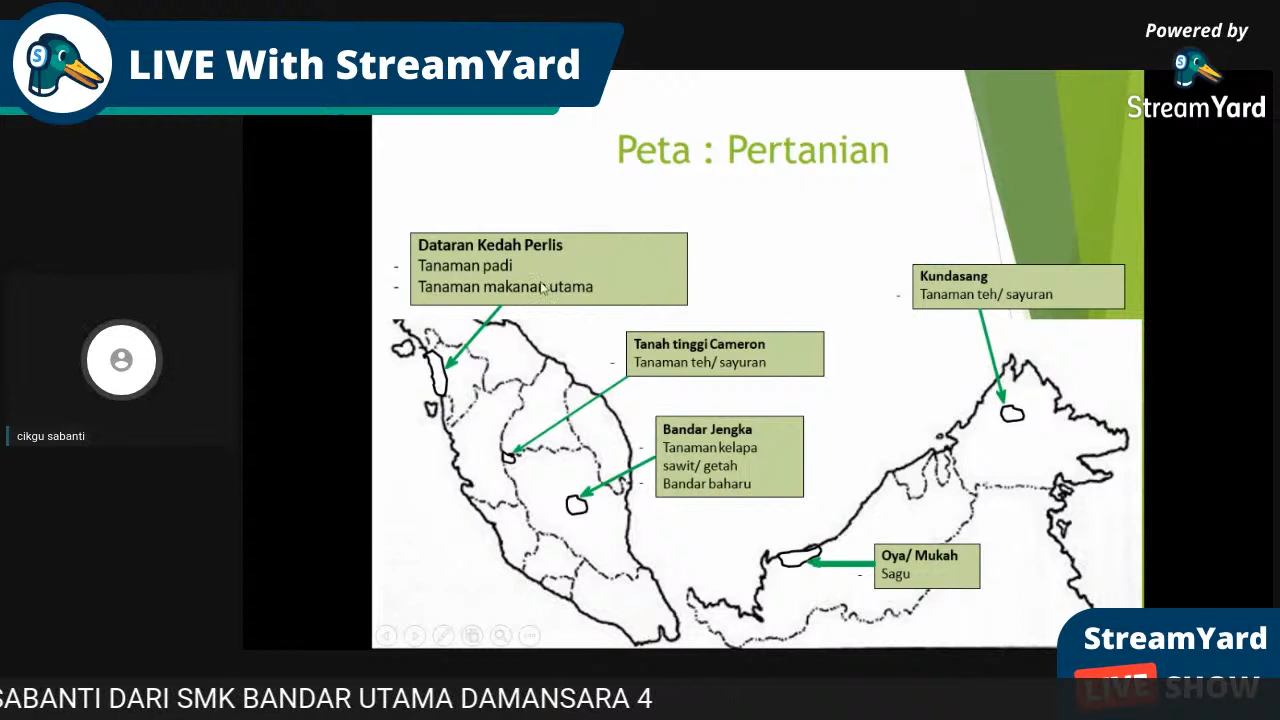 LIVE With StreamYard
Powered by
StreamYard
Peta : Pertanian
Dataran Kedah Perlis
- Tanaman padi
- Tanaman makanan utama
Kundasang
- Tanaman teh/ sayuran
Tanah tinggi Cameron
- Tanaman teh/ sayuran
Bandar Jengka
- Tanaman kelapa
sawit/ getah
- Bandar baharu
Oya/ Mukah
- Sagu
cikgu sabanti
StreamYard
LIVE SHOW
SABANTI DARI SMK BANDAR UTAMA DAMANSARA 4